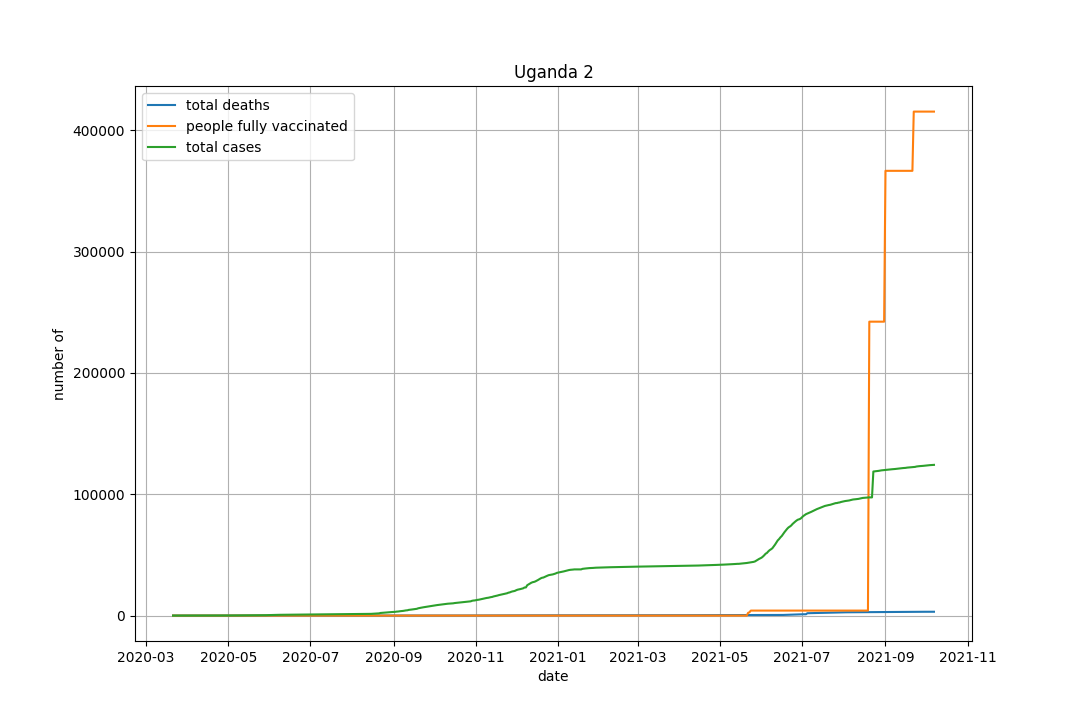 Uganda 2
total deaths
people fully vaccinated
total cases
400000
300000
200000
100000
0
number of
2020-03 2020-05 2020-07 2020-09 2020-11 2021-01 2021-03 2021-05 2021-07 2021-09 2021-11
date